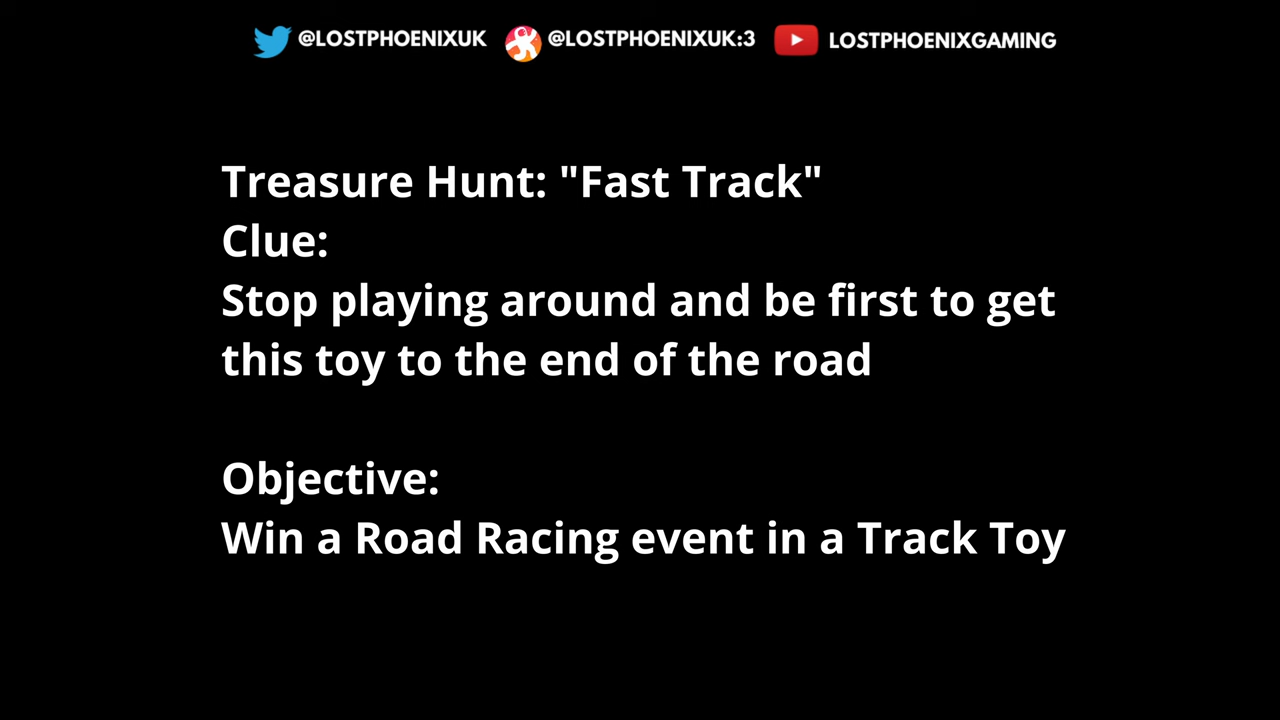 @LOSTPHOENIXUK @LOSTPHOENIXUK:3 LOSTPHOENIXGAMING
Treasure Hunt: "Fast Track"
Clue:
Stop playing around and be first to get
this toy to the end of the road
Objective:
Win a Road Racing event in a Track Toy